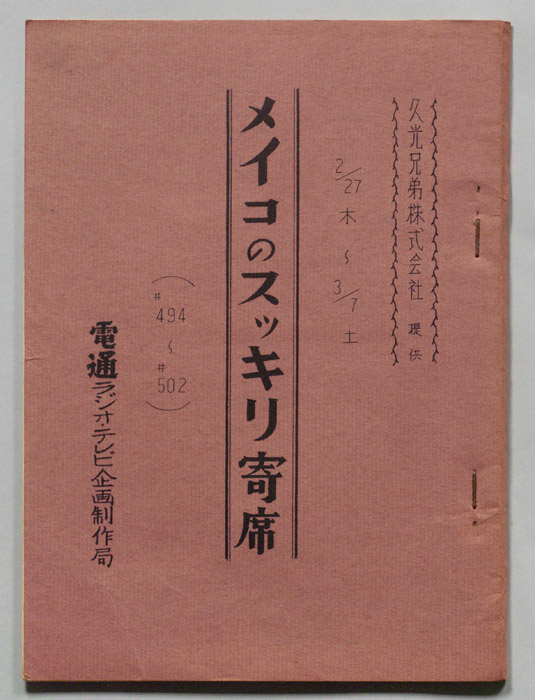 久光兄弟株式会社 提供
2/27 木 〜 3/7 土
メイコのスッキリ寄席
(#494 〜 #502)
電通ラジオ・テレビ企画制作局